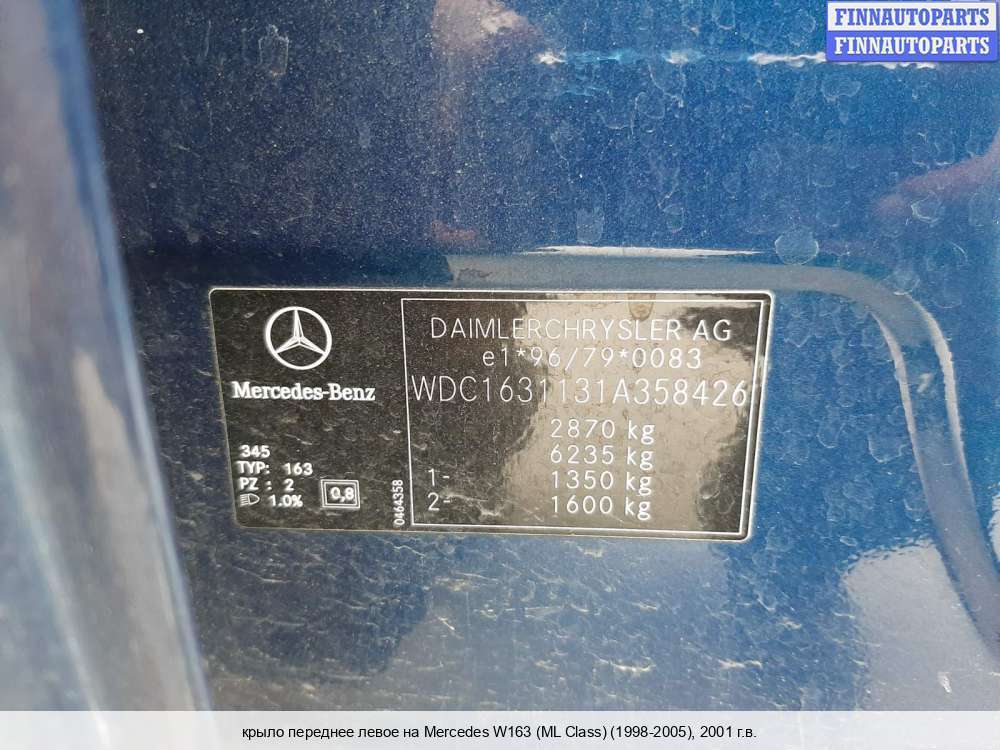 FINNAUTOPARTS
FINNAUTOPARTS
Mercedes-Benz
345
TYP: 163
PZ : 2
1.0%
0,8
0464358
DAIMLERCHRYSLER AG
e1*96/79*0083
WDC1631131A358426
2870 kg
6235 kg
1- 1350 kg
2- 1600 kg
крыло переднее левое на Mercedes W163 (ML Class) (1998-2005), 2001 г.в.